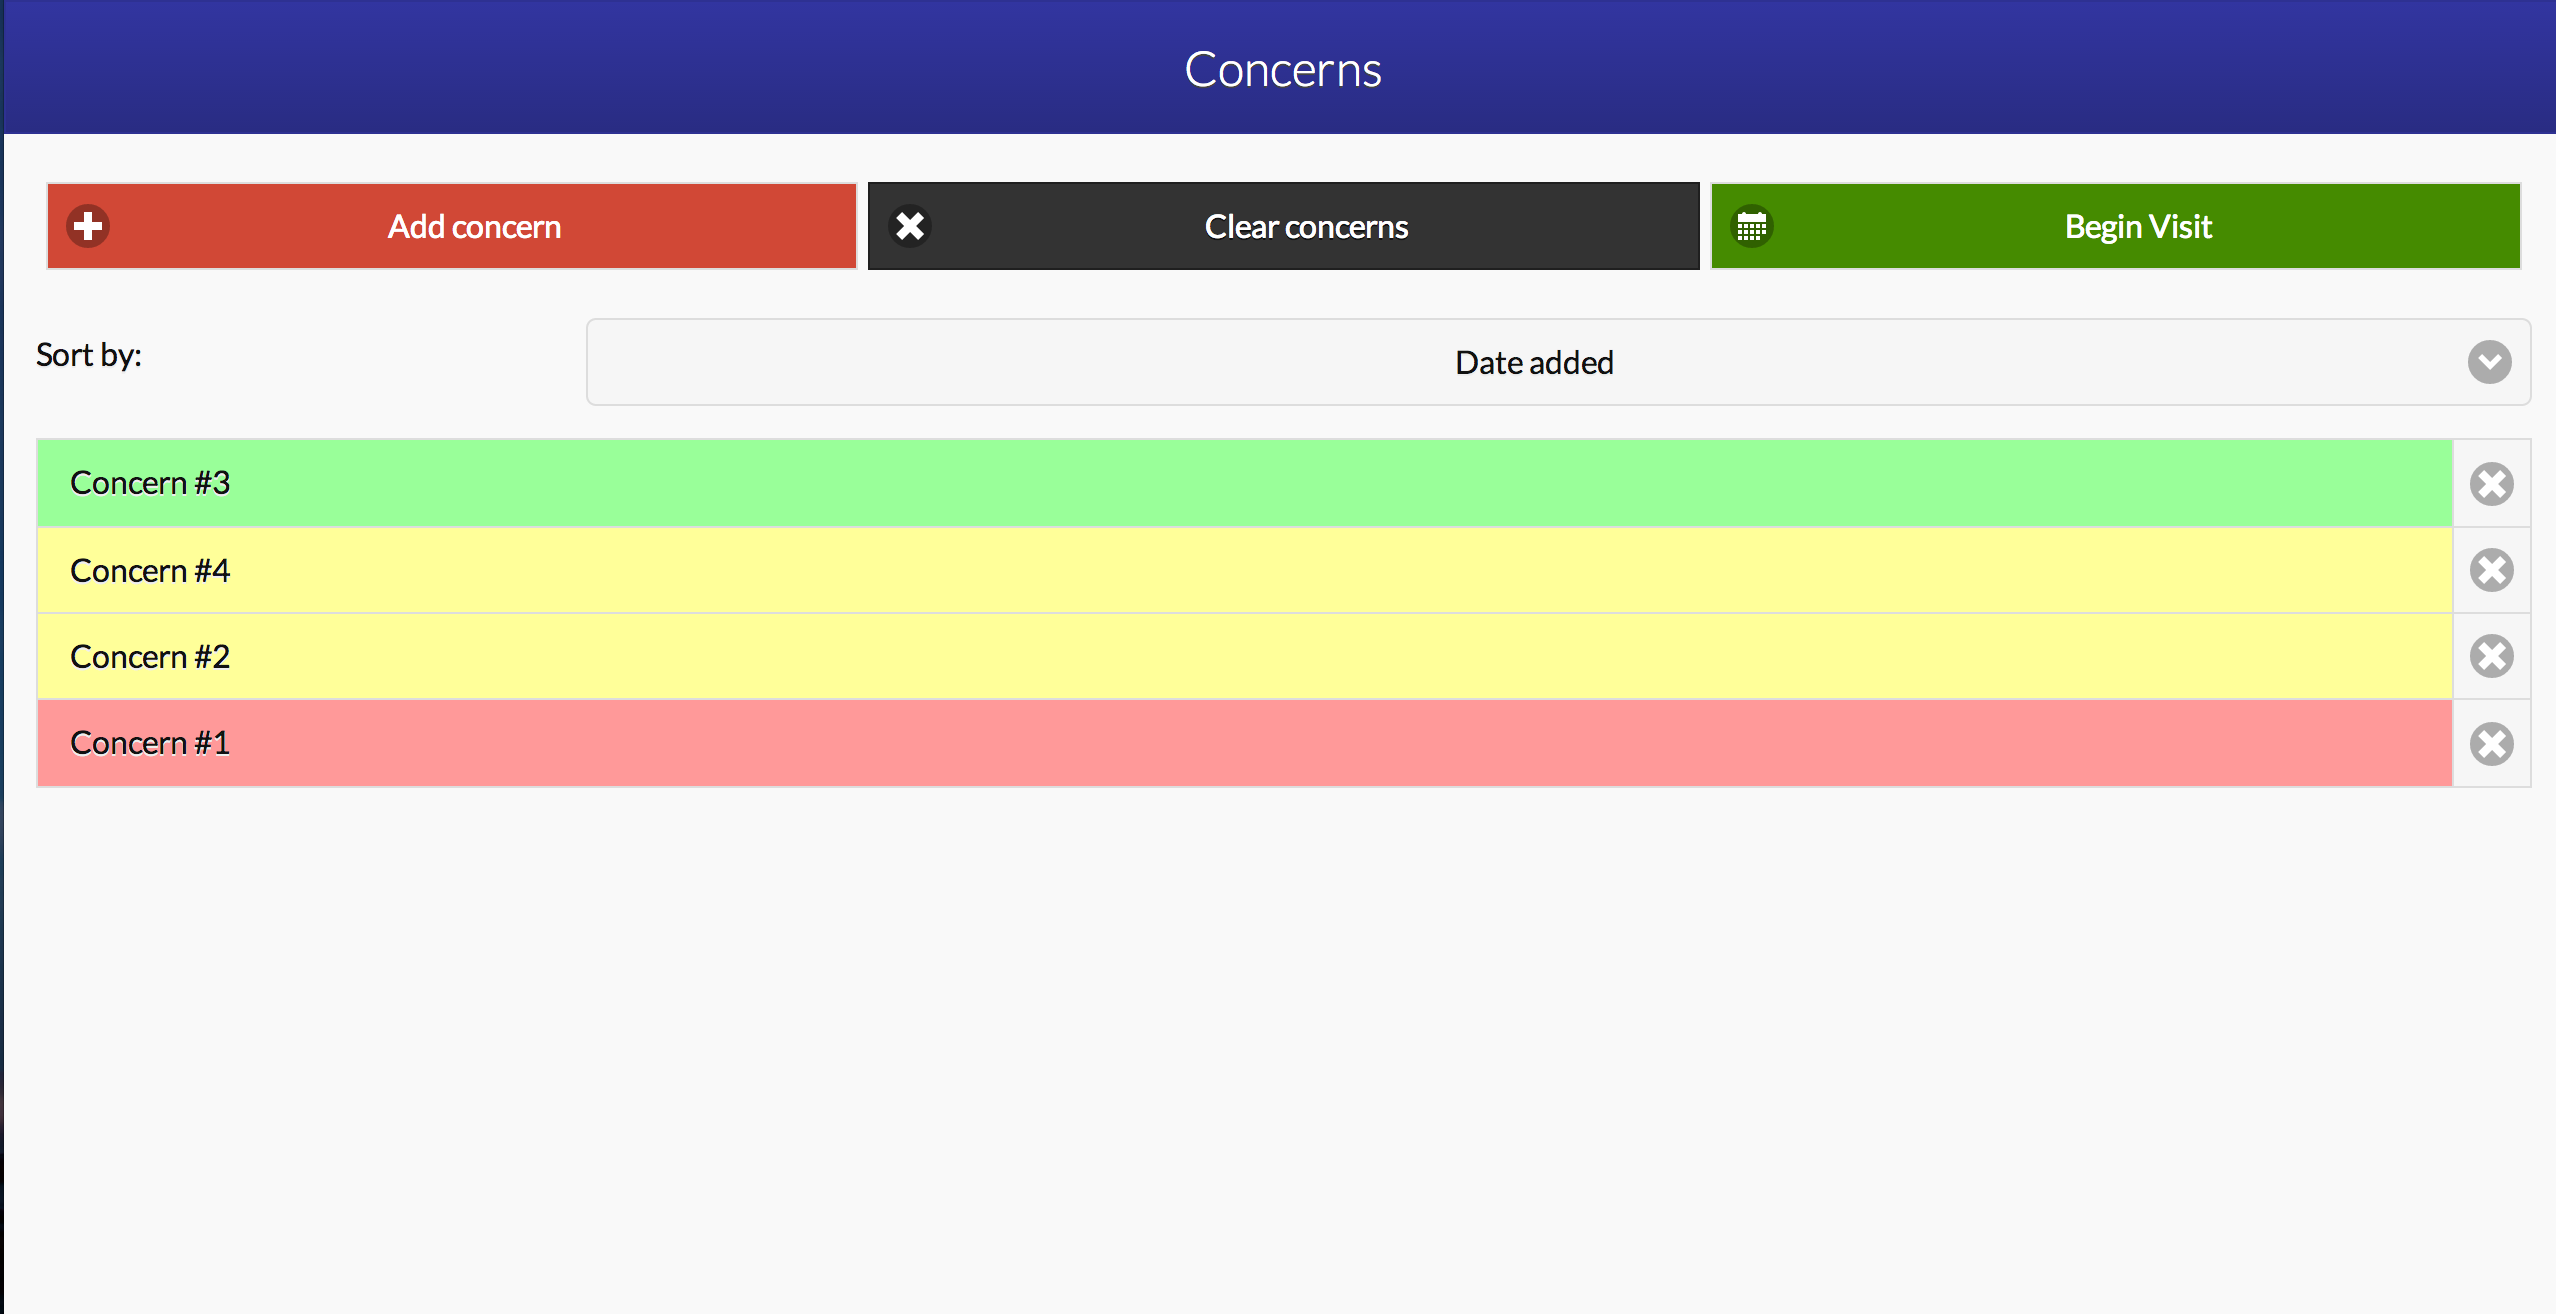 Concerns
Add concern
Clear concerns
Begin Visit
Sort by:
Date added
Concern #3
Concern #4
Concern #2
Concern #1